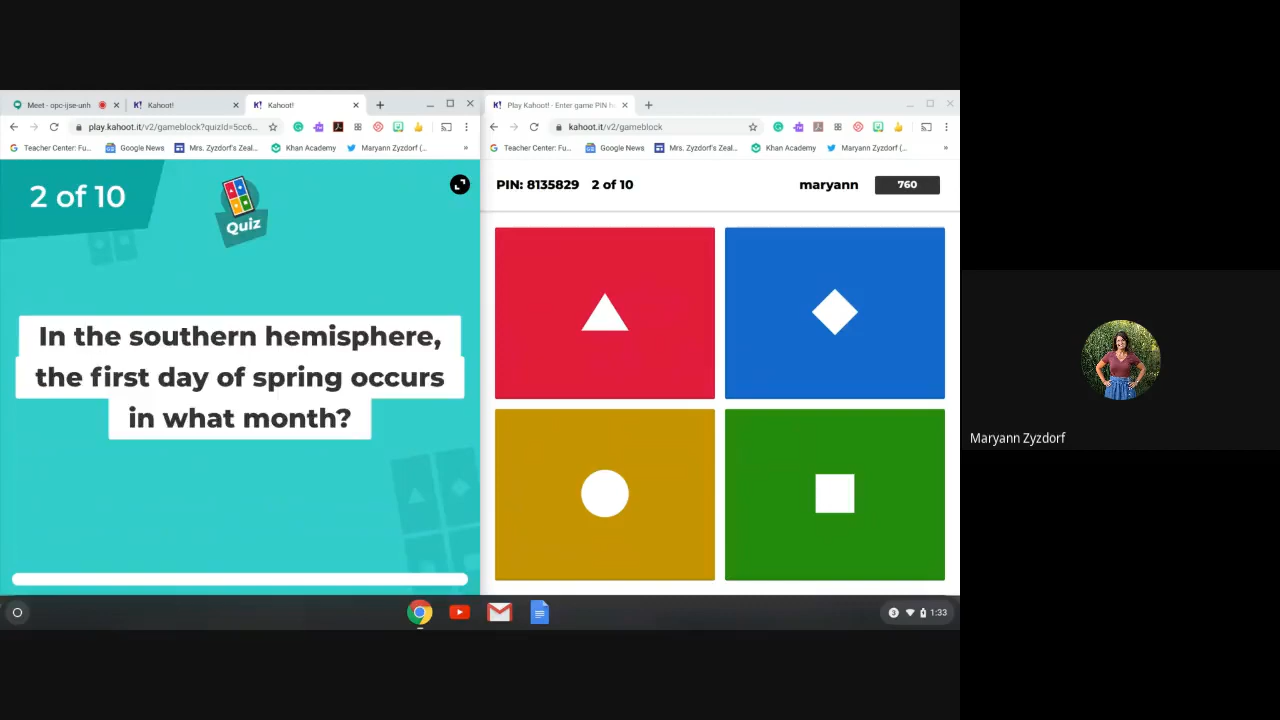 Meet - opc-ijse-unh
Kahoot!
Kahoot!
Play Kahoot! - Enter game PIN h
play.kahoot.it/v2/gameblock?quizId=5cc6...
kahoot.it/v2/gameblock
Teacher Center: Fu...
Google News
Mrs. Zyzdorf's Zeal...
Khan Academy
Maryann Zyzdorf (...
»
Teacher Center: Fu...
Google News
Mrs. Zyzdorf's Zeal...
Khan Academy
Maryann Zyzdorf (...
»
2 of 10
Quiz
In the southern hemisphere,
the first day of spring occurs
in what month?
PIN: 8135829 2 of 10
maryann
760
Maryann Zyzdorf
3
1:33